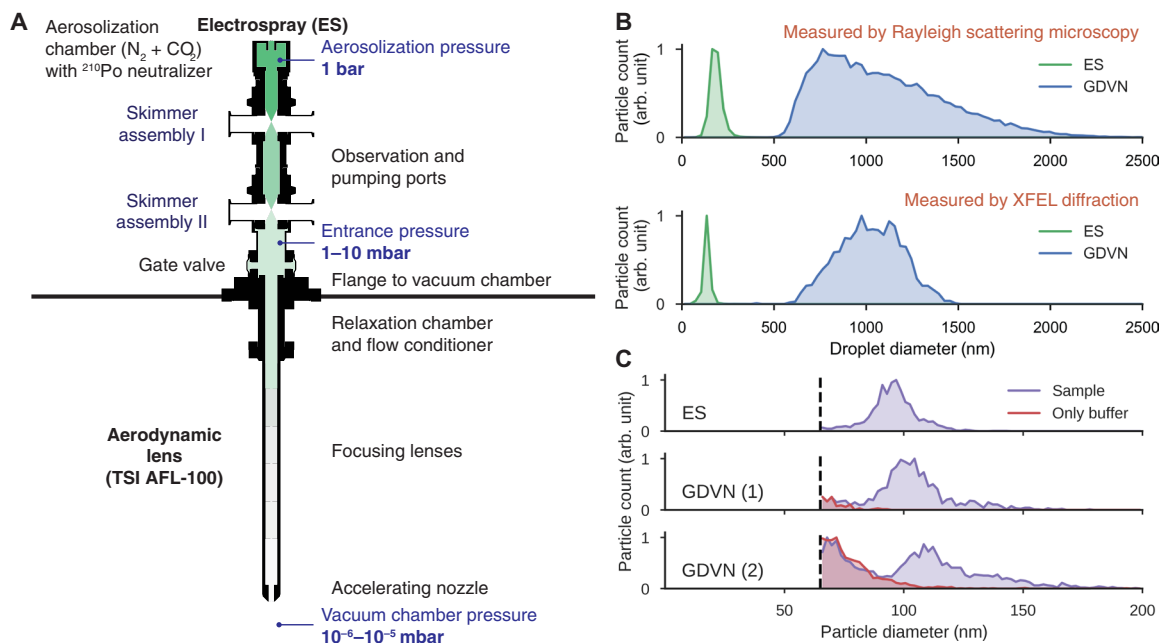 A
Electrospray (ES)
Aerosolization
chamber (N₂ + CO₂)
with ²¹⁰Po neutralizer
Aerosolization pressure
1 bar
Skimmer
assembly I
Observation and
pumping ports
Skimmer
assembly II
Entrance pressure
1–10 mbar
Gate valve
Flange to vacuum chamber
Relaxation chamber
and flow conditioner
Aerodynamic
lens
(TSI AFL-100)
Focusing lenses
Accelerating nozzle
Vacuum chamber pressure
10⁻⁶–10⁻⁵ mbar
B
Measured by Rayleigh scattering microscopy
Particle count
(arb. unit)
1
0
ES
GDVN
0 500 1000 1500 2000 2500
Measured by XFEL diffraction
Particle count
(arb. unit)
1
0
ES
GDVN
0 500 1000 1500 2000 2500
Droplet diameter (nm)
C
Particle count (arb. unit)
1
0
ES
Sample
Only buffer
1
0
GDVN (1)
1
0
GDVN (2)
50 100 150 200
Particle diameter (nm)